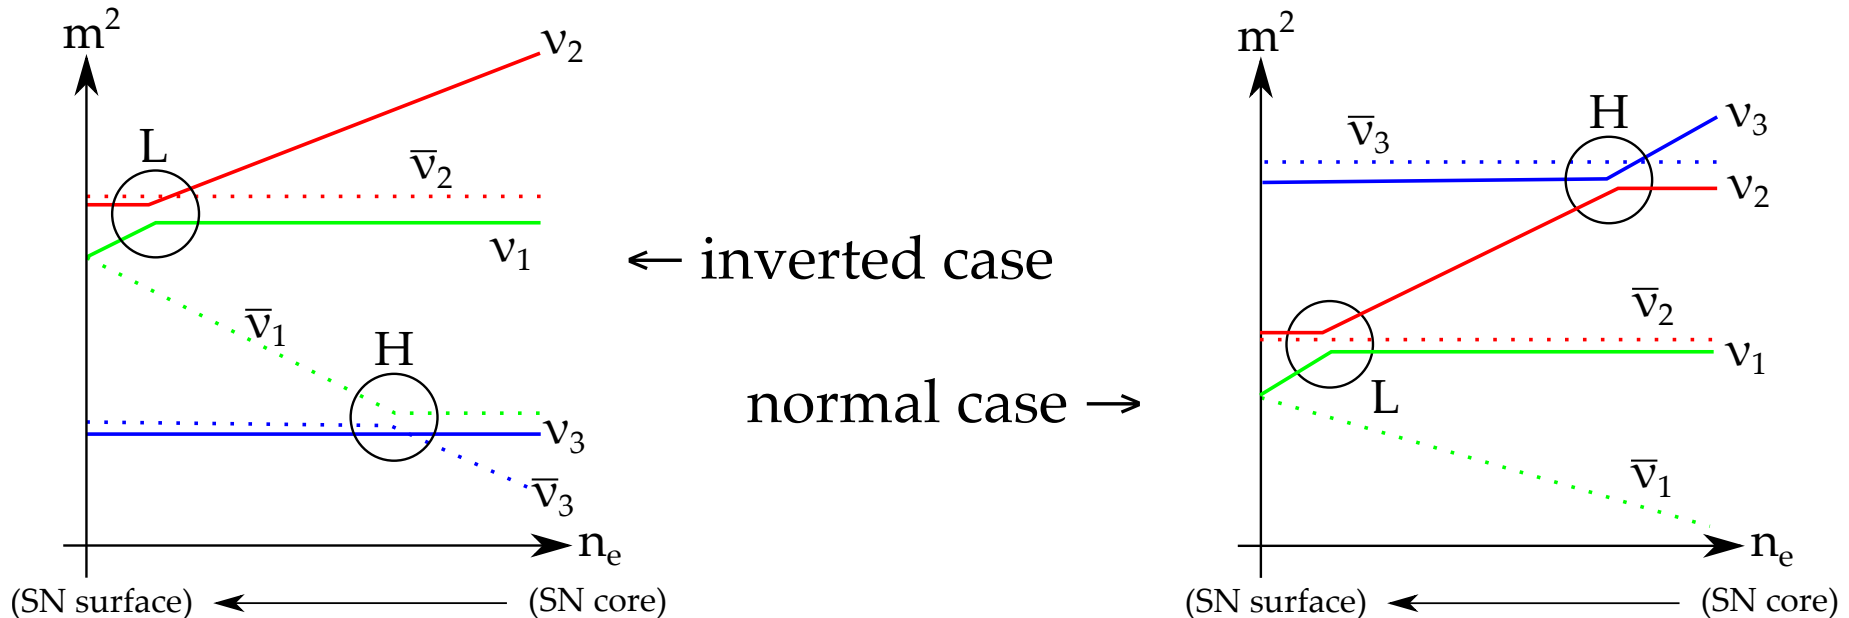 m²
ν₂
L
ν̅₂
ν₁
ν̅₁
H
ν₃
ν̅₃
nₑ
(SN surface)
(SN core)
← inverted case
normal case →
m²
H
ν̅₃
ν₃
ν₂
ν̅₂
ν₁
L
ν̅₁
nₑ
(SN surface)
(SN core)